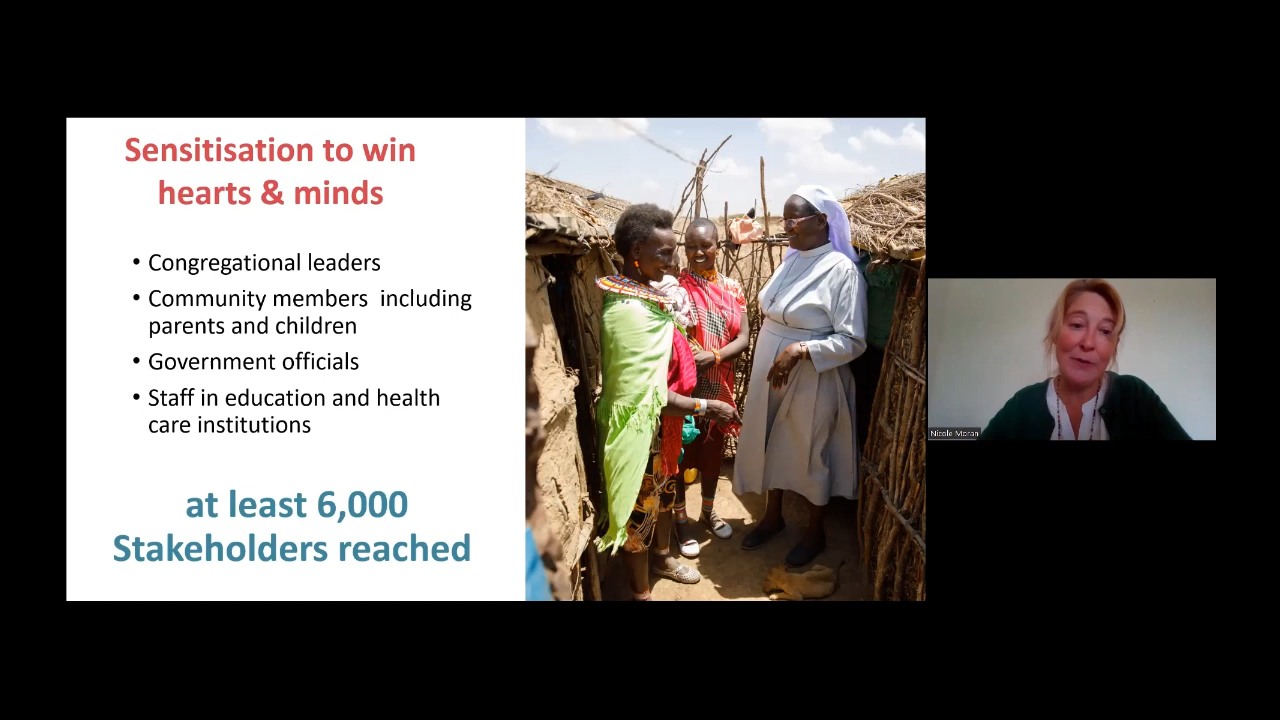 Sensitisation to win
hearts & minds
• Congregational leaders
• Community members  including
parents and children
• Government officials
• Staff in education and health
care institutions
at least 6,000
Stakeholders reached
Nicole Moran